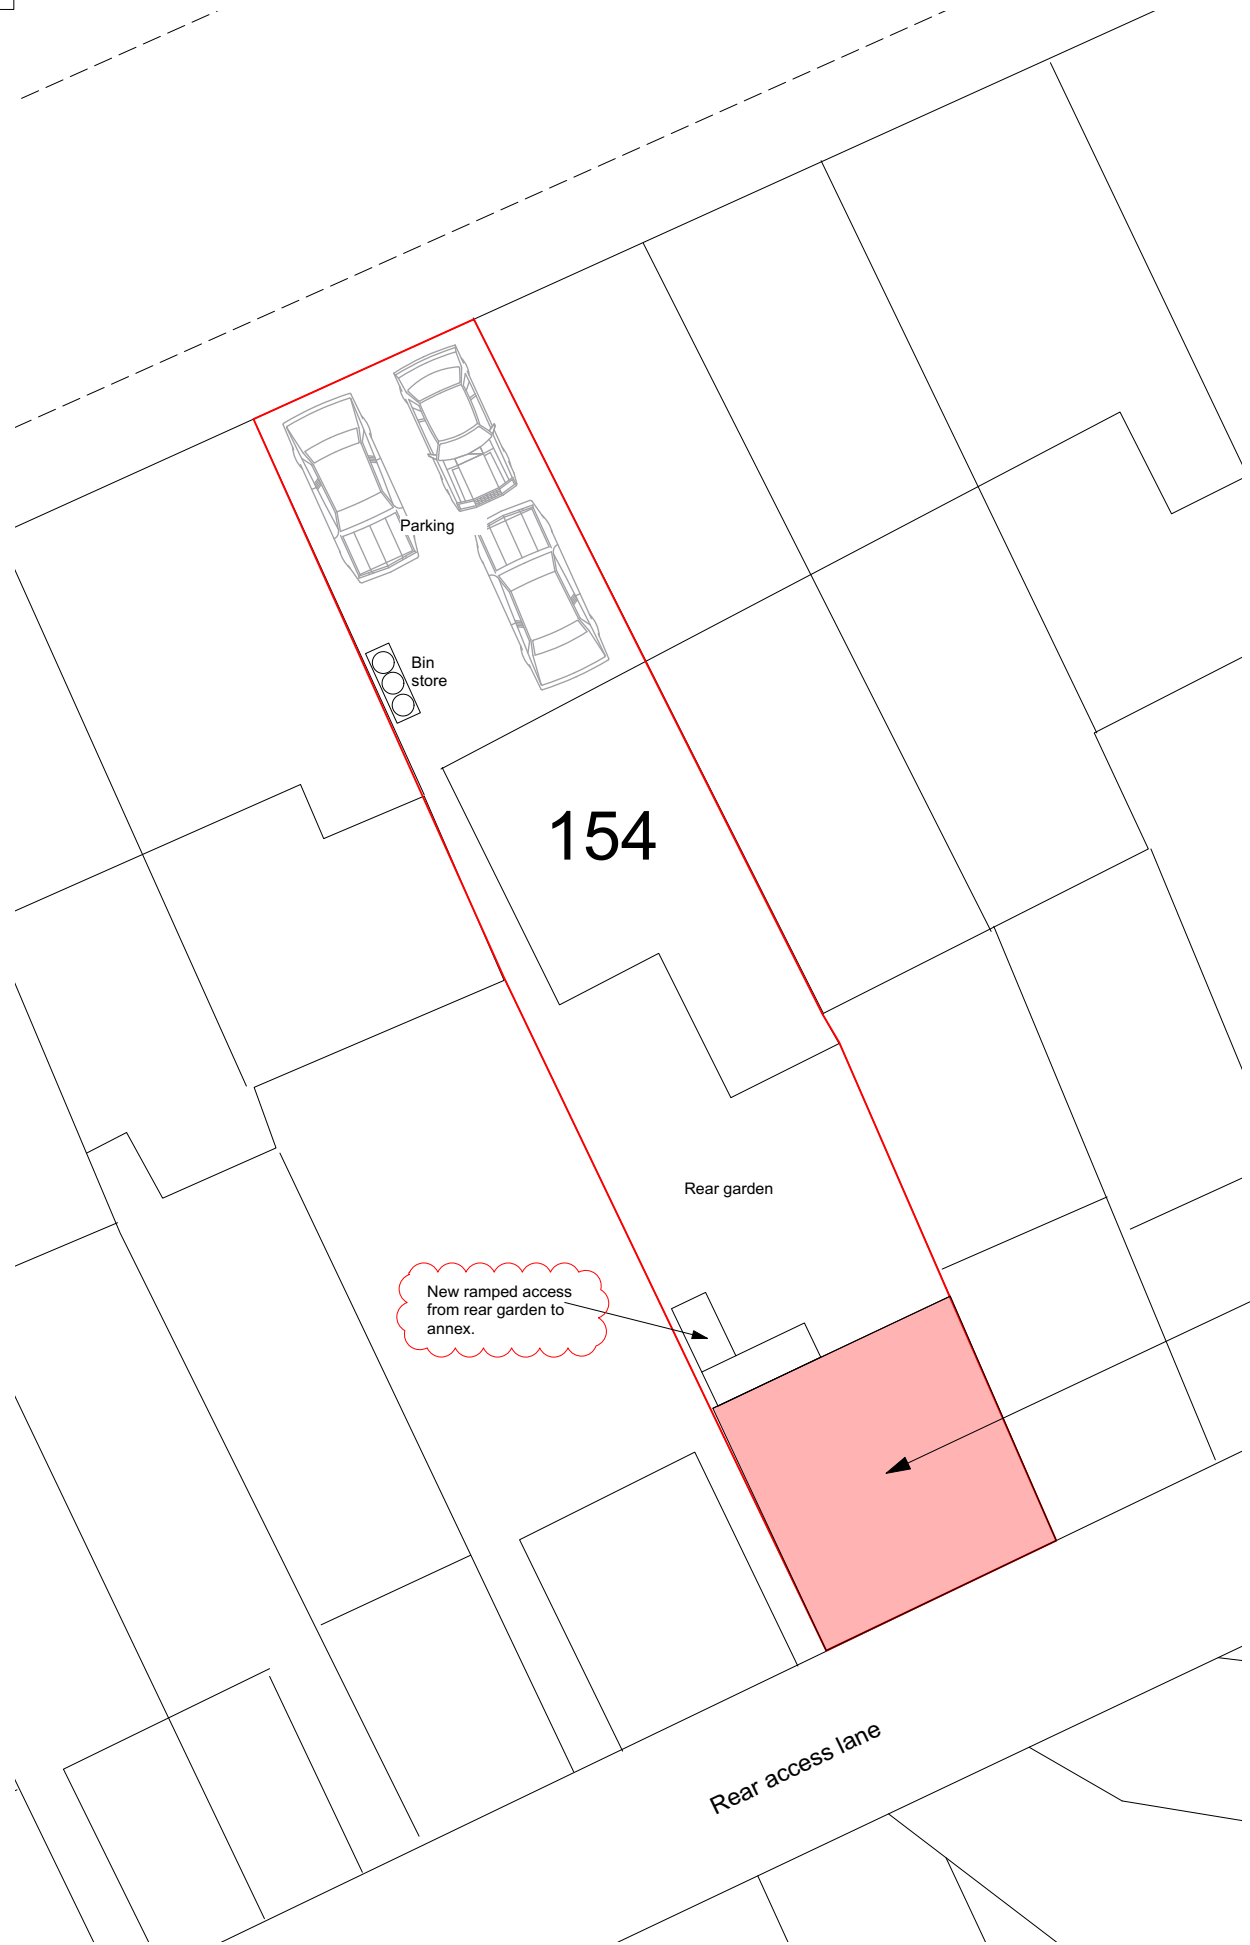 Parking
Bin
store
154
Rear garden
New ramped access
from rear garden to
annex.
Rear access lane